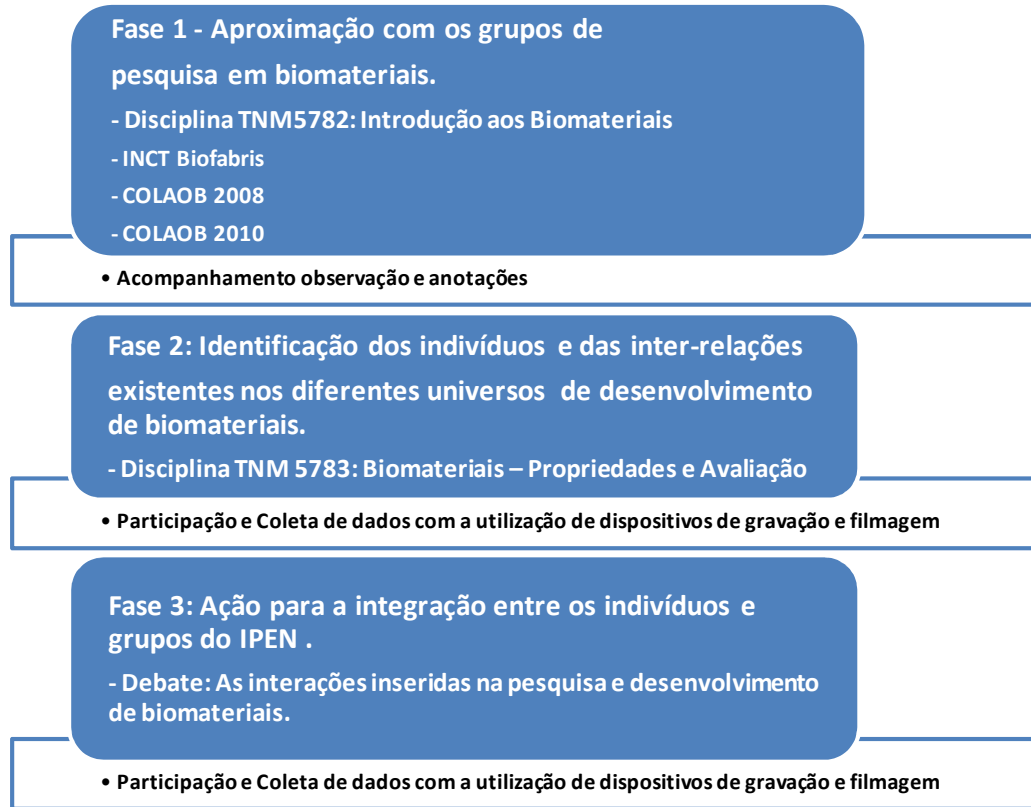 Fase 1 - Aproximação com os grupos de
pesquisa em biomateriais.
- Disciplina TNM5782: Introdução aos Biomateriais
- INCT Biofabris
- COLAOB 2008
- COLAOB 2010
• Acompanhamento observação e anotações
Fase 2: Identificação dos indivíduos e das inter-relações
existentes nos diferentes universos de desenvolvimento
de biomateriais.
- Disciplina TNM 5783: Biomateriais – Propriedades e Avaliação
• Participação e Coleta de dados com a utilização de dispositivos de gravação e filmagem
Fase 3: Ação para a integração entre os indivíduos e
grupos do IPEN .
- Debate: As interações inseridas na pesquisa e desenvolvimento
de biomateriais.
• Participação e Coleta de dados com a utilização de dispositivos de gravação e filmagem